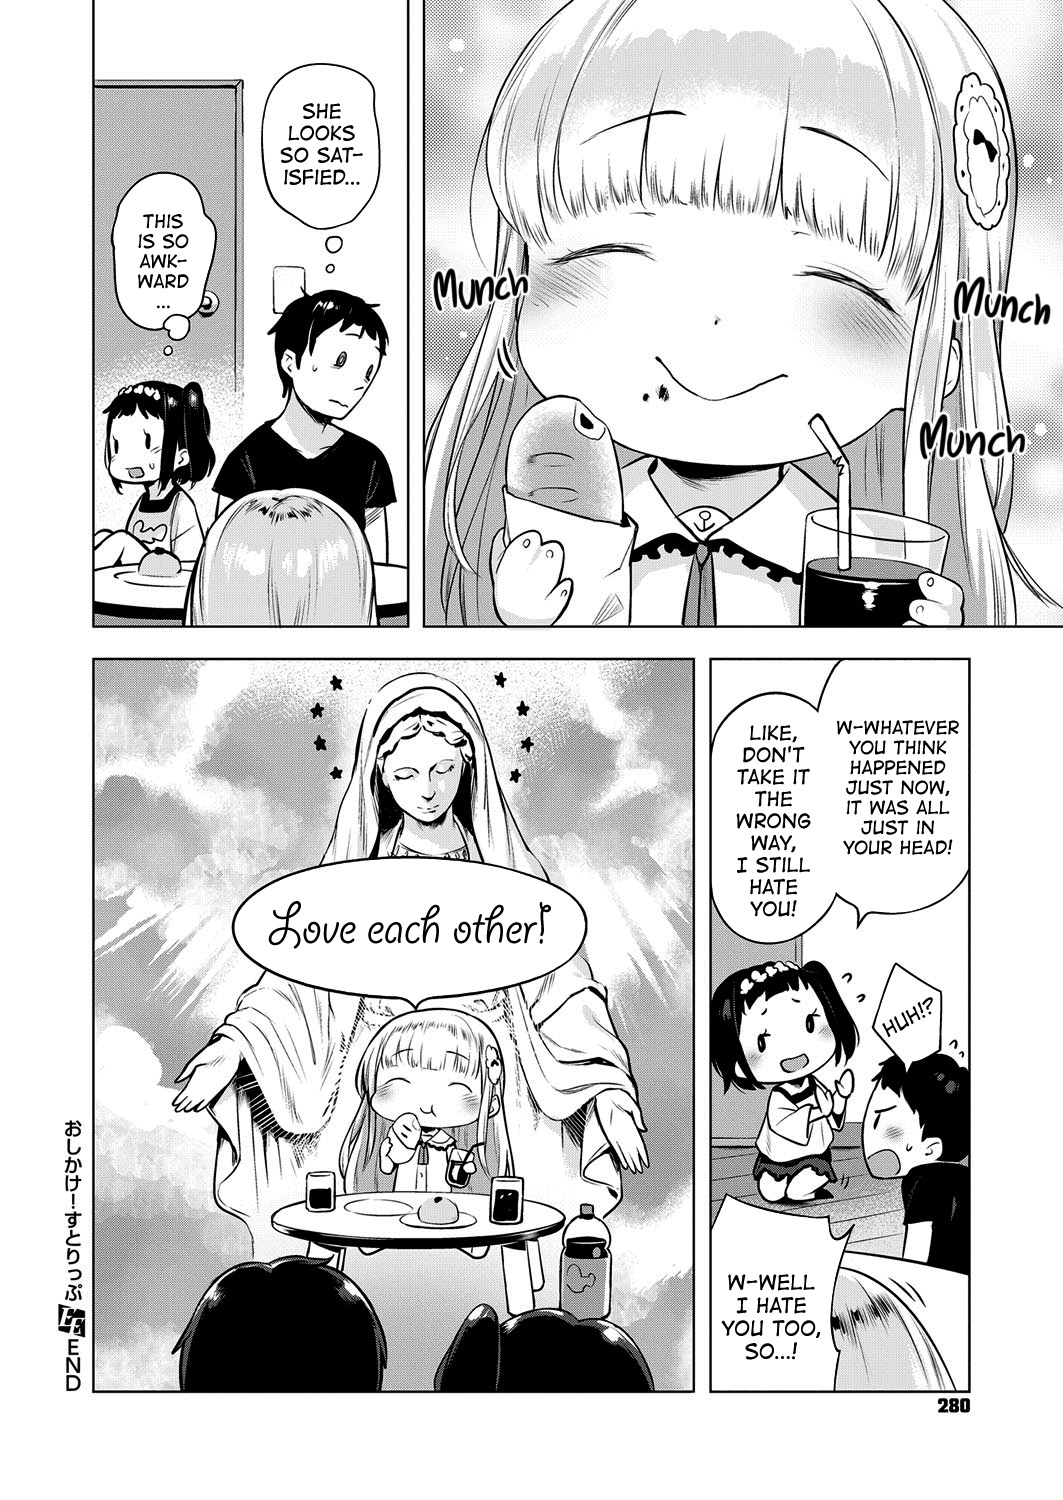 Munch
Munch
Munch
SHE
LOOKS
SO SAT-
ISFIED...
THIS
IS SO
AWK-
WARD
...
W-WHATEVER
YOU THINK
HAPPENED
JUST NOW,
IT WAS ALL
JUST IN
YOUR HEAD!
LIKE,
DON'T
TAKE IT
THE
WRONG
WAY,
I STILL
HATE
YOU!
HUH!?
W-WELL
I HATE
YOU TOO,
SO...!
Love each other!
おしかけ!すとりっぷ END
280